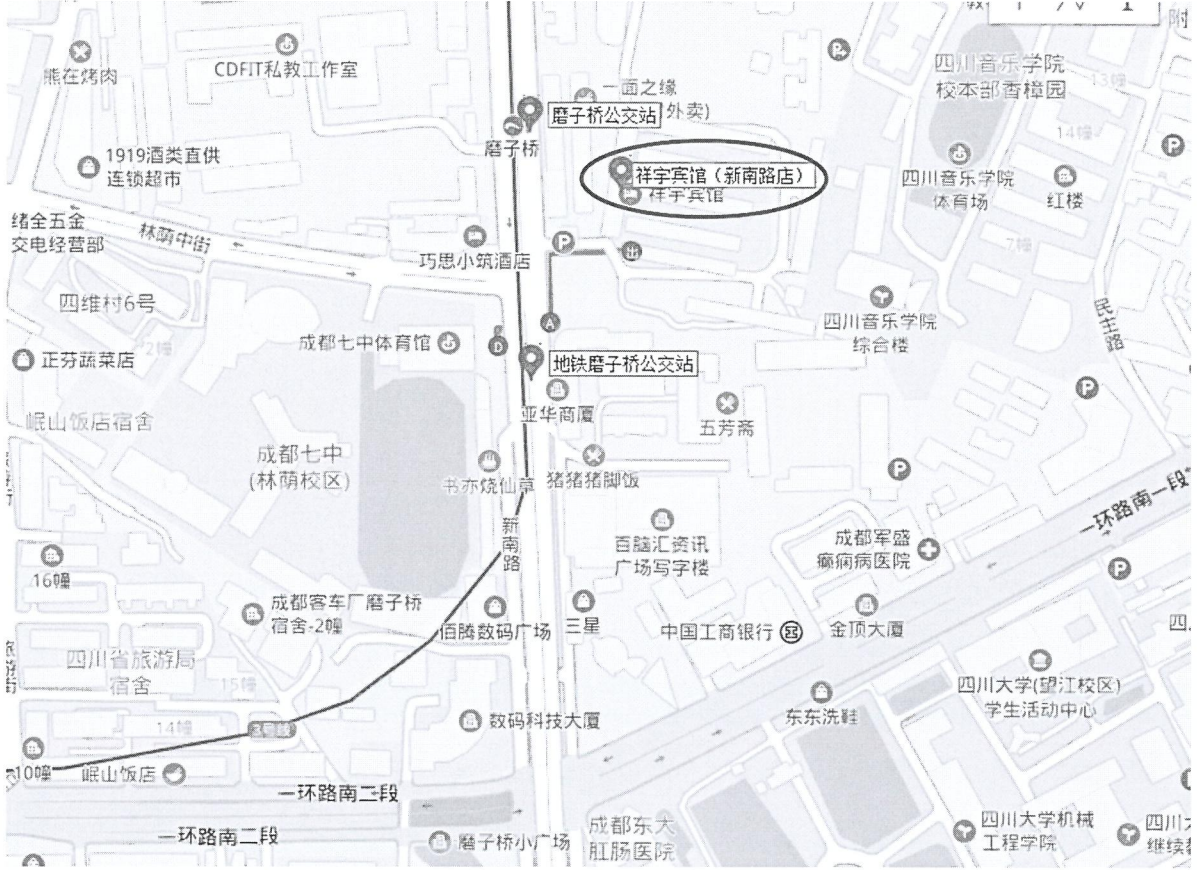 熊在烤肉
CDFIT私教工作室
一面之缘
外卖)
磨子桥公交站
磨子桥
四川音乐学院
校本部香樟园
13幢
14幢
P
附
1919酒类直供
连锁超市
祥宇宾馆（新南路店）
祥宇宾馆
四川音乐学院
体育场
红楼
7幢
绪全五金
交电经营部
林荫中街
巧思小筑酒店
P
四维村6号
2幢
A
D
四川音乐学院
综合楼
民主路
正芬蔬菜店
成都七中体育馆
地铁磨子桥公交站
亚华商厦
五芳斋
P
岷山饭店宿舍
成都七中
(林荫校区)
书亦烧仙草
猪猪猪脚饭
P
一环路南一段
新南路
百脑汇资讯
广场写字楼
成都军盛
癫痫病医院
P
16幢
成都客车厂磨子桥
宿舍-2幢
佰腾数码广场
三星
中国工商银行
金顶大厦
四川省旅游局
宿舍
15幢
14幢
3号线
数码科技大厦
东东洗鞋
四川大学(望江校区)
学生活动中心
10幢
岷山饭店
一环路南二段
一环路南二段
磨子桥小广场
成都东大
肛肠医院
四川大学机械
工程学院
四川大
继续教